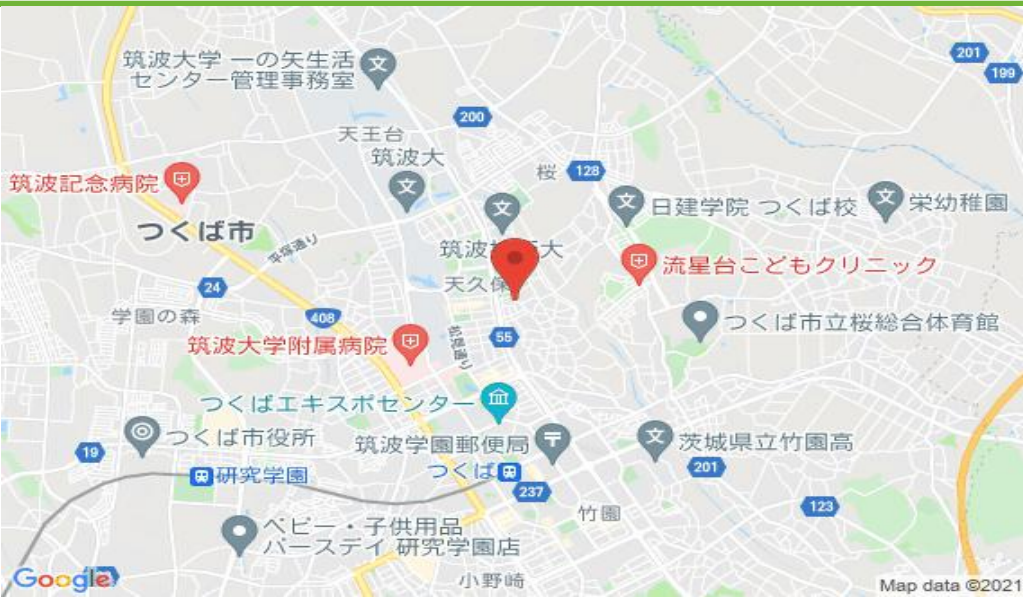 筑波大学 一の矢生活
センター管理事務室
201
199
200
天王台
筑波大
桜
128
筑波記念病院
日建学院 つくば校
栄幼稚園
つくば市
平塚通り
筑波
大
流星台こどもクリニック
天久保
24
学園の森
408
つくば市立桜総合体育館
55
筑波大学附属病院
松見通り
つくばエキスポセンター
つくば市役所
筑波学園郵便局
茨城県立竹園高
19
研究学園
つくば
201
237
123
竹園
ベビー・子供用品
バースデイ 研究学園店
小野崎
Google
Map data ©2021